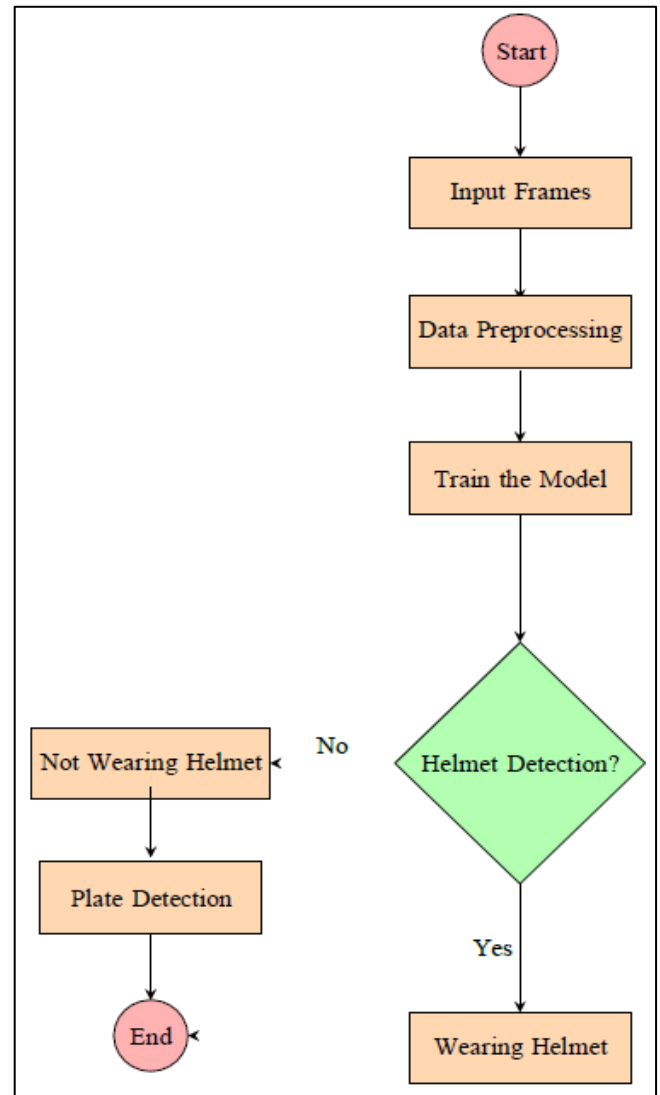 Start
Input Frames
Data Preprocessing
Train the Model
Helmet Detection?
No
Not Wearing Helmet
Plate Detection
End
Yes
Wearing Helmet